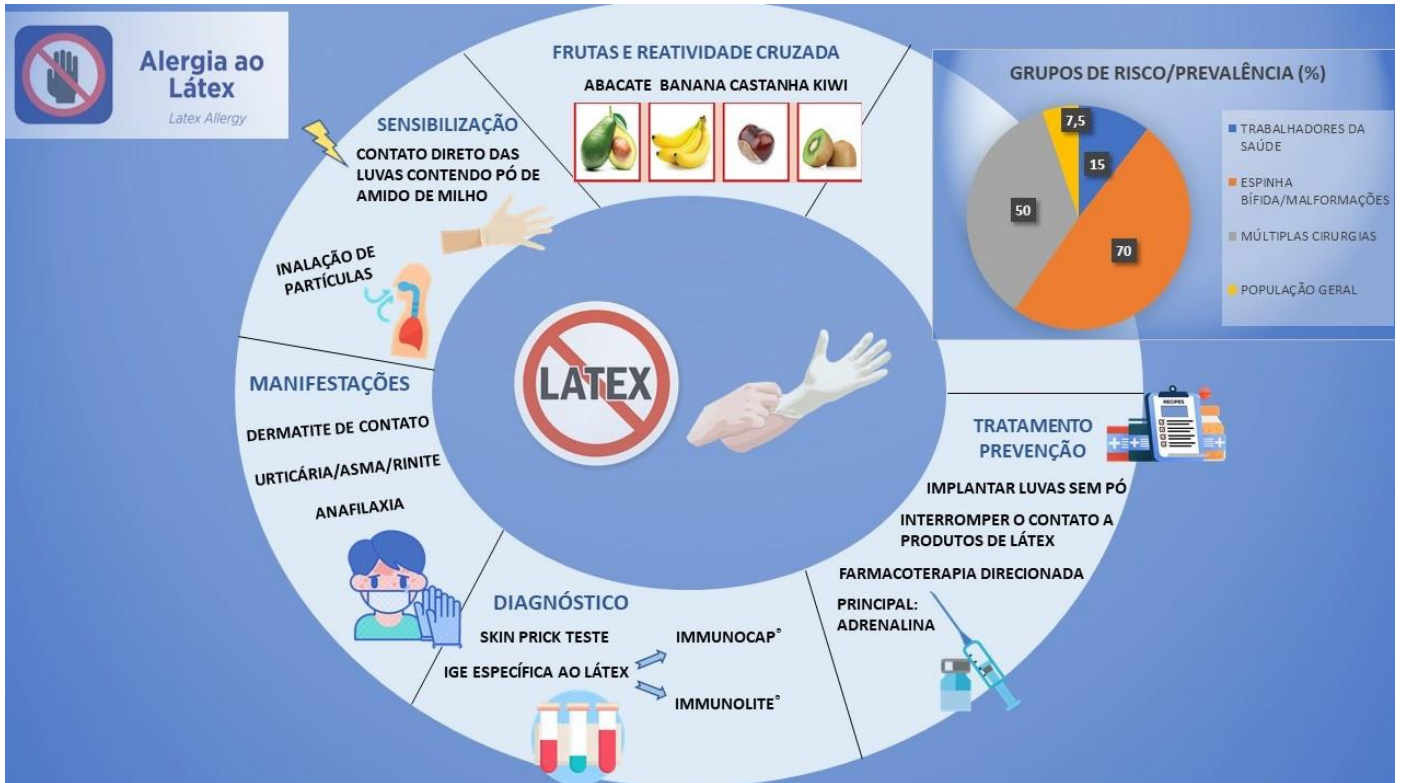 Alergia ao
Látex
Latex Allergy
FRUTAS E REATIVIDADE CRUZADA
ABACATE BANANA CASTANHA KIWI
SENSIBILIZAÇÃO
CONTATO DIRETO DAS
LUVAS CONTENDO PÓ DE
AMIDO DE MILHO
INALAÇÃO DE
PARTÍCULAS
GRUPOS DE RISCO/PREVALÊNCIA (%)
7,5
15
50
70
TRABALHADORES DA
SAÚDE
ESPINHA
BÍFIDA/MALFORMAÇÕES
MÚLTIPLAS CIRURGIAS
POPULAÇÃO GERAL
LATEX
MANIFESTAÇÕES
DERMATITE DE CONTATO
URTICÁRIA/ASMA/RINITE
ANAFILAXIA
DIAGNÓSTICO
SKIN PRICK TESTE
IGE ESPECÍFICA AO LÁTEX
IMMUNOCAP®
IMMUNOLITE®
TRATAMENTO
PREVENÇÃO
RECIPES
IMPLANTAR LUVAS SEM PÓ
INTERROMPER O CONTATO A
PRODUTOS DE LÁTEX
FARMACOTERAPIA DIRECIONADA
PRINCIPAL:
ADRENALINA